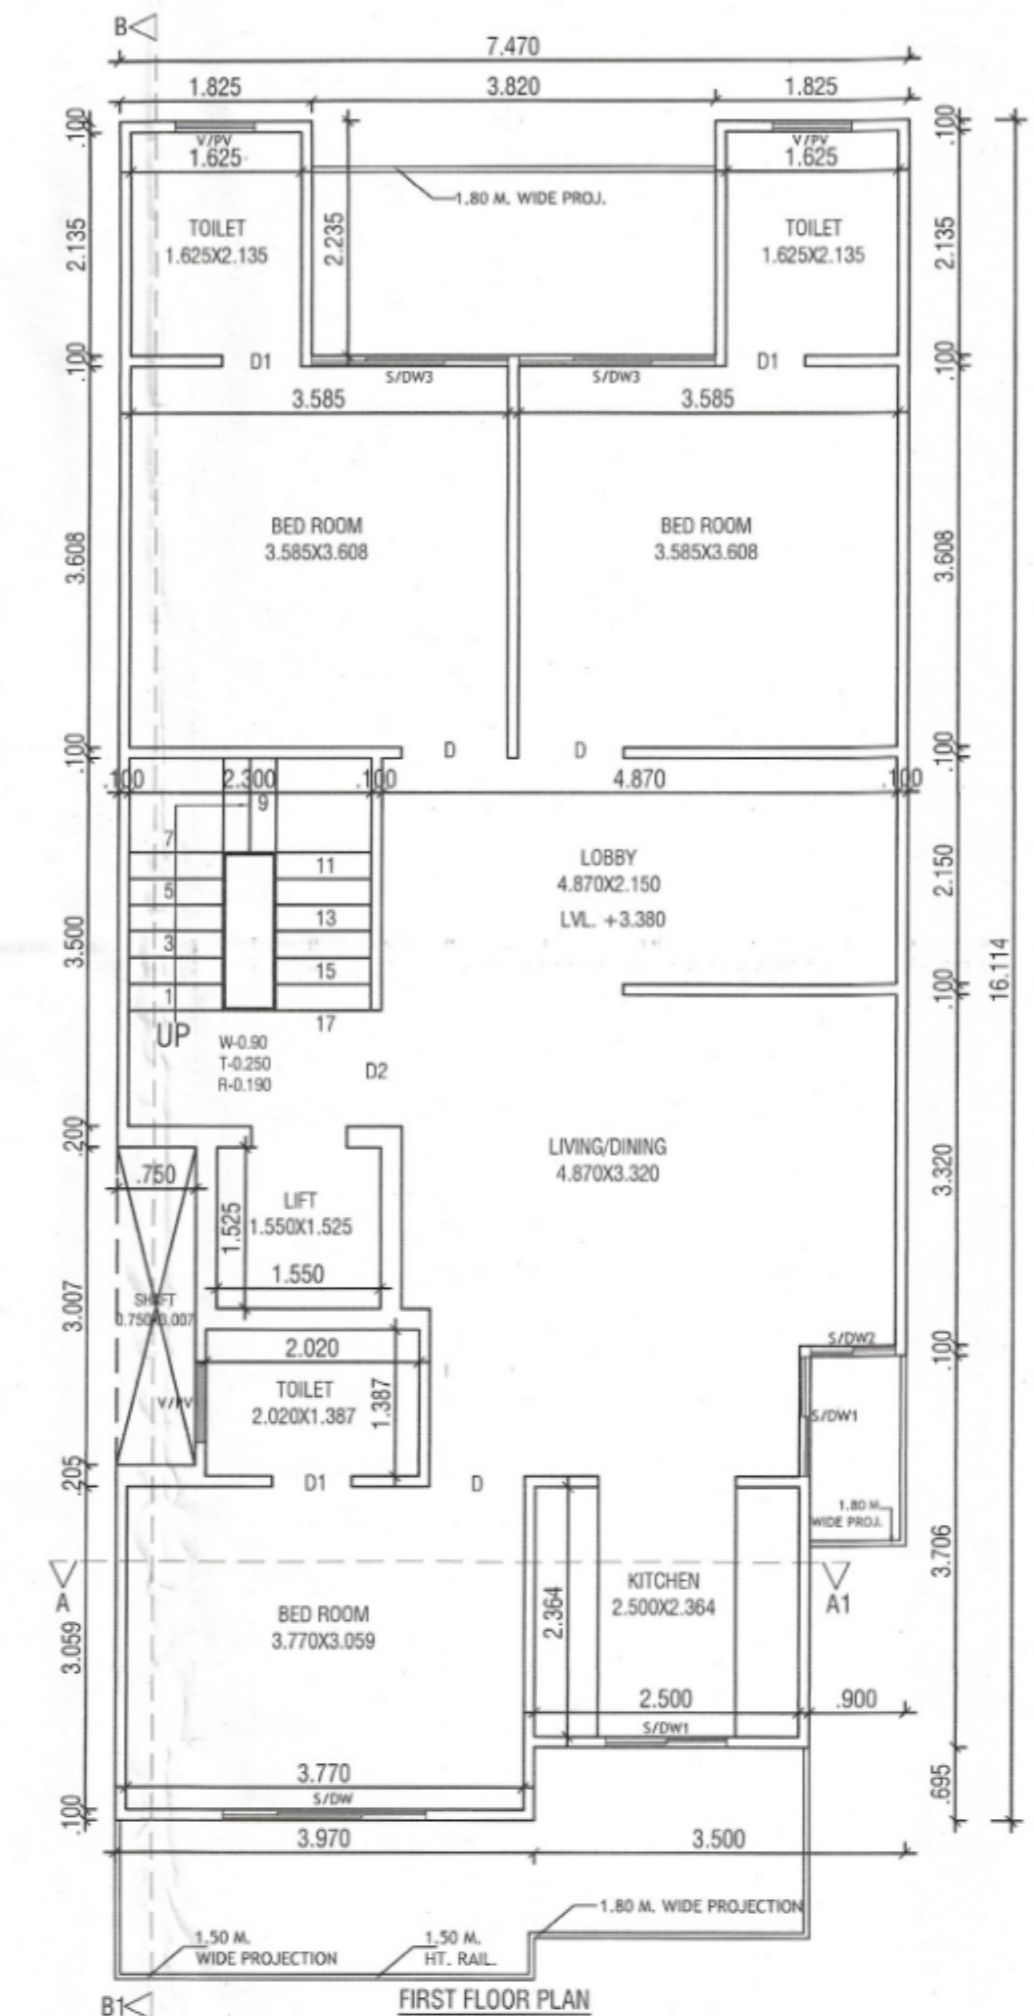 B
7.470
1.825
3.820
1.825
.100
V/PV
1.625
V/PV
1.625
.100
1.80 M. WIDE PROJ.
2.135
TOILET
1.625X2.135
2.235
TOILET
1.625X2.135
2.135
.100
D1
S/DW3
S/DW3
D1
.100
3.585
3.585
3.608
BED ROOM
3.585X3.608
BED ROOM
3.585X3.608
3.608
.100
D
D
.100
.100
2.300
.100
4.870
.100
9
7
11
5
13
3
15
1
17
3.500
LOBBY
4.870X2.150
LVL. +3.380
2.150
.100
16.114
UP
W-0.90
T-0.250
R-0.190
D2
.200
LIVING/DINING
4.870X3.320
3.320
.750
LIFT
1.550X1.525
1.525
1.550
3.007
SHAFT
0.750X3.007
S/DW2
.100
2.020
TOILET
2.020X1.387
1.387
V/PV
S/DW1
.205
D1
D
1.80 M.
WIDE PROJ.
3.706
A
A1
KITCHEN
2.500X2.364
2.364
BED ROOM
3.770X3.059
3.059
2.500
.900
S/DW1
3.770
S/DW
.100
.695
3.970
3.500
1.80 M. WIDE PROJECTION
1.50 M.
WIDE PROJECTION
1.50 M.
HT. RAIL.
FIRST FLOOR PLAN
B1